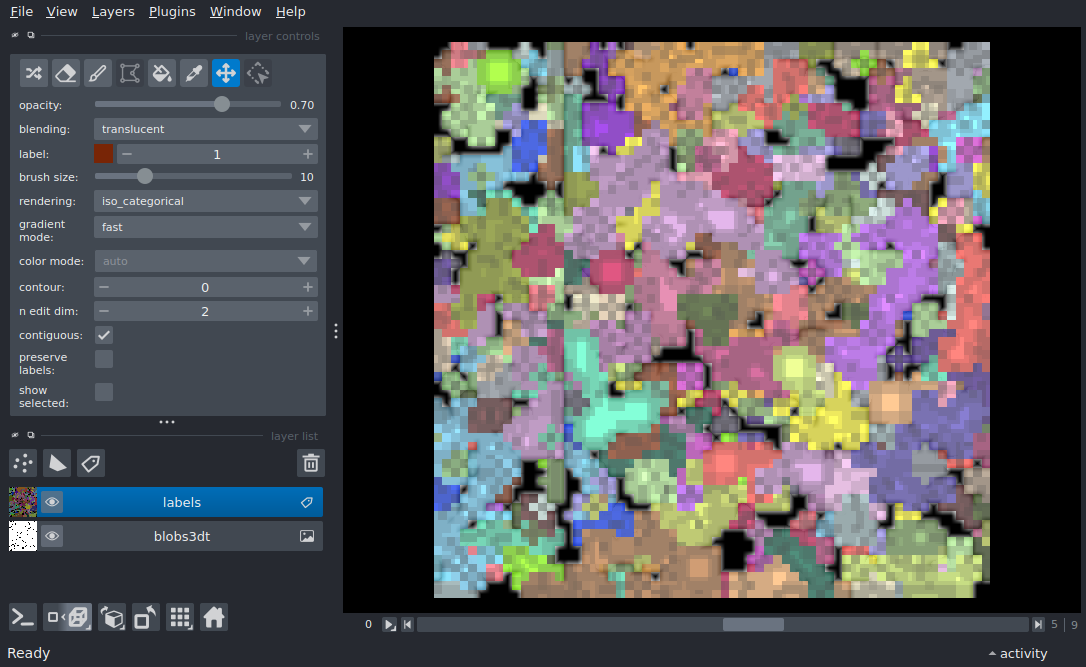 File View Layers Plugins Window Help
layer controls
opacity: 0.70
blending: translucent
label: 1
brush size: 10
rendering: iso_categorical
gradient
mode: fast
color mode: auto
contour: 0
n edit dim: 2
contiguous:
preserve
labels:
show
selected:
layer list
labels
blobs3dt
0 5 | 9
Ready activity